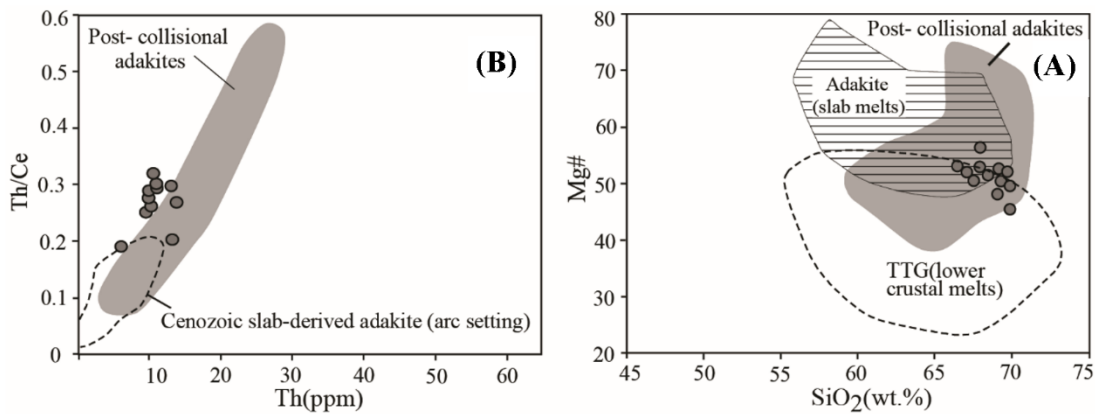 0.6
0.5
0.4
0.3
0.2
0.1
0
Th/Ce
Post- collisional
adakites
(B)
Cenozoic slab-derived adakite (arc setting)
10 20 30 40 50 60
Th(ppm)
80
70
60
50
40
30
20
Mg#
Post- collisional adakites
(A)
Adakite
(slab melts)
TTG(lower
crustal melts)
45 50 55 60 65 70 75
SiO2(wt.%)